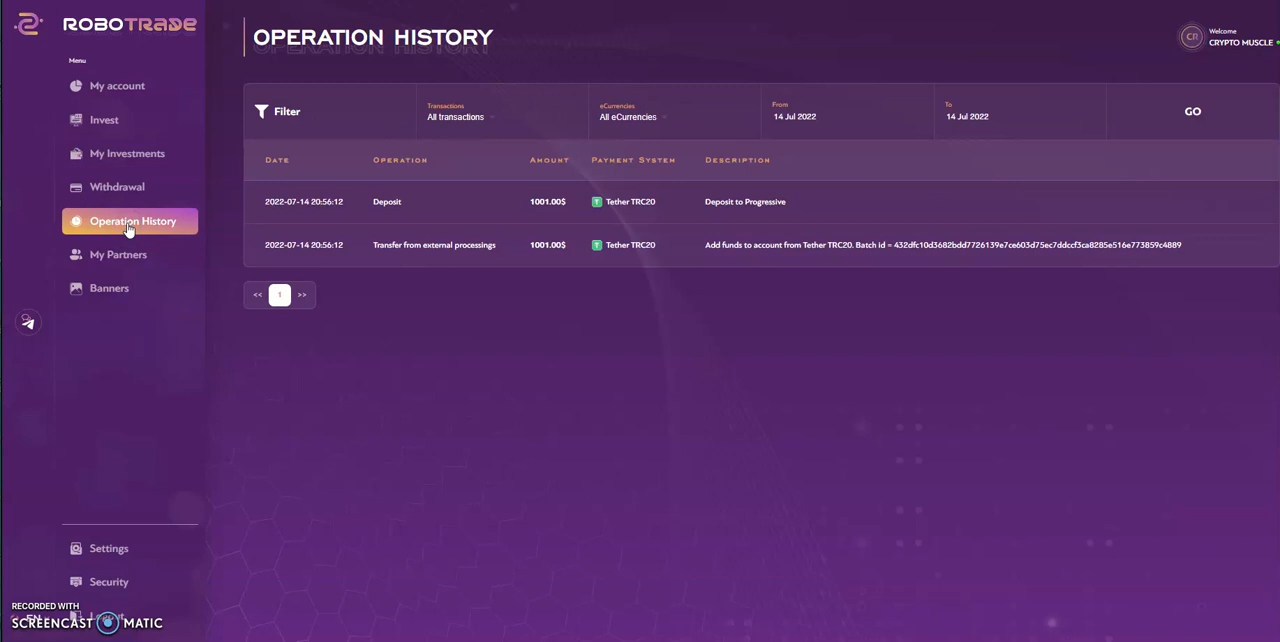 ROBOTRADE
Menu
My account
Invest
My Investments
Withdrawal
Operation History
My Partners
Banners
Settings
Security
EN
RECORDED WITH
SCREENCAST MATIC
OPERATION HISTORY
CR
Welcome
CRYPTO MUSCLE
Filter
Transactions
All transactions
eCurrencies
All eCurrencies
From
14 Jul 2022
To
14 Jul 2022
GO
DATE OPERATION AMOUNT PAYMENT SYSTEM DESCRIPTION
2022-07-14 20:56:12 Deposit 1001.00$ Tether TRC20 Deposit to Progressive
2022-07-14 20:56:12 Transfer from external processings 1001.00$ Tether TRC20 Add funds to account from Tether TRC20. Batch id = 432dfc10d3682bdd7726139e7ce603d75ec7ddccf3ca8285e516e773859c4889
<< 1 >>